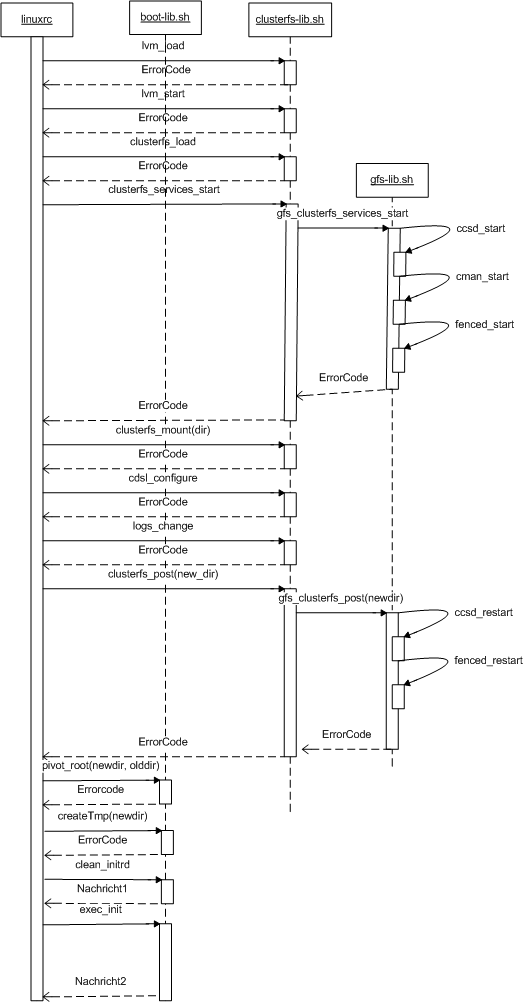 linuxrc
boot-lib.sh
clusterfs-lib.sh
lvm_load
ErrorCode
lvm_start
ErrorCode
clusterfs_load
ErrorCode
clusterfs_services_start
gfs-lib.sh
gfs_clusterfs_services_start
ccsd_start
cman_start
fenced_start
ErrorCode
ErrorCode
clusterfs_mount(dir)
ErrorCode
cdsl_configure
ErrorCode
logs_change
ErrorCode
clusterfs_post(new_dir)
gfs_clusterfs_post(newdir)
ccsd_restart
fenced_restart
ErrorCode
ErrorCode
pivot_root(newdir, olddir)
Errorcode
createTmp(newdir)
ErrorCode
clean_initrd
Nachricht1
exec_init
Nachricht2